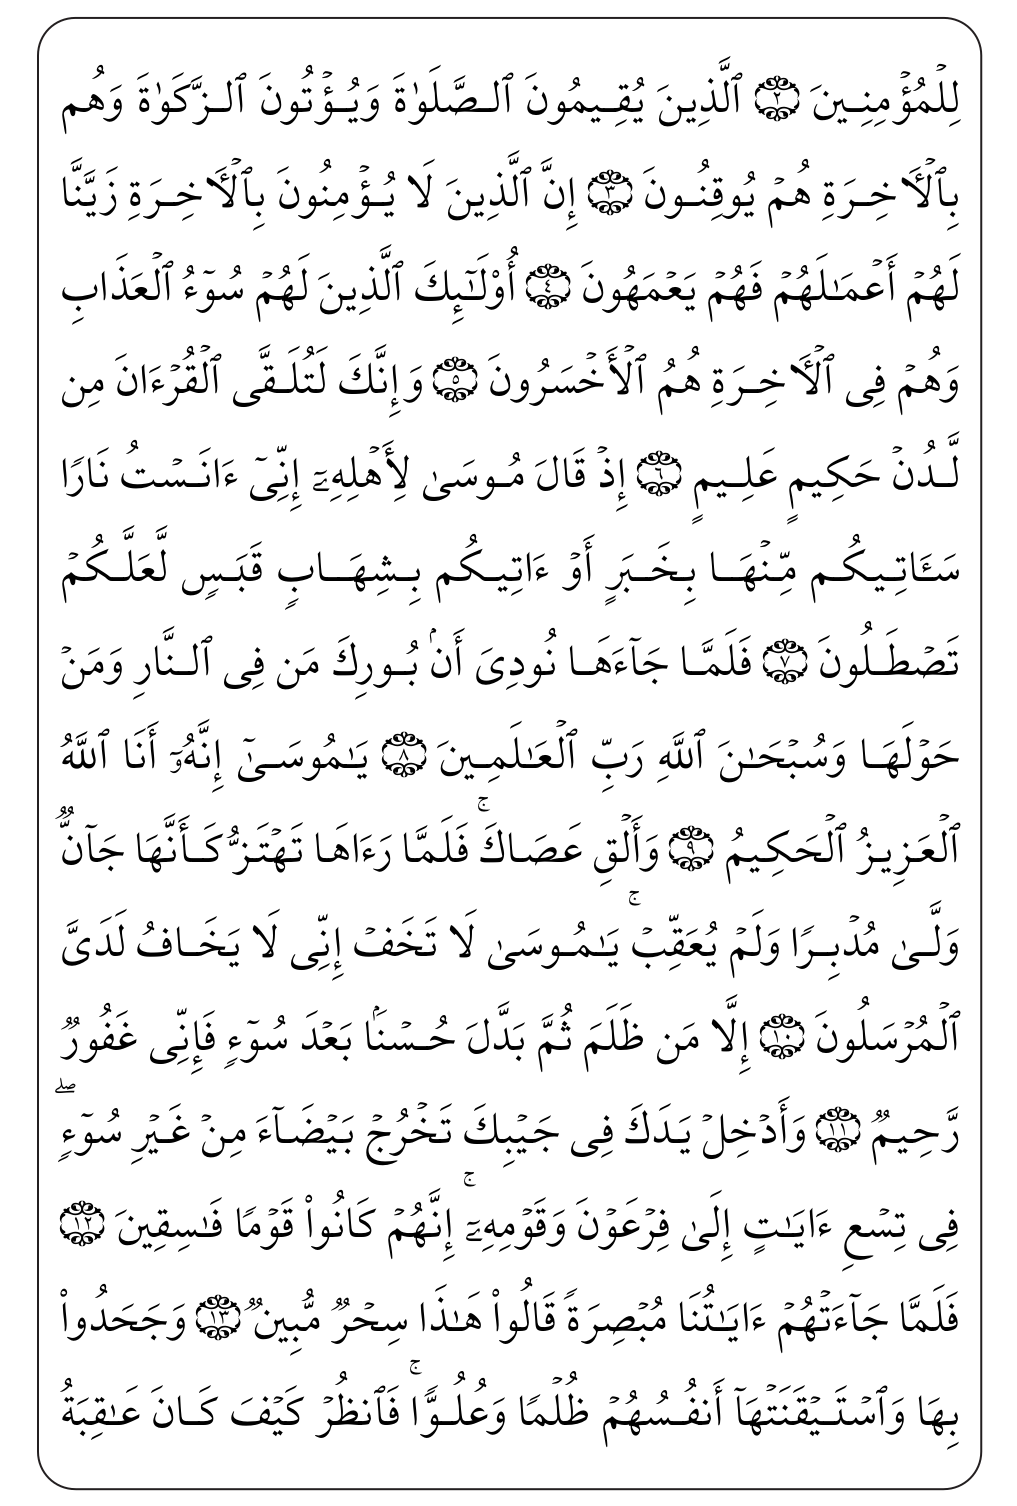 لِلۡمُؤۡمِنِينَ ٢ ٱلَّذِينَ يُقِيمُونَ ٱلصَّلَوٰةَ وَيُؤۡتُونَ ٱلزَّكَوٰةَ وَهُم
بِٱلۡأٓخِرَةِ هُمۡ يُوقِنُونَ ٣ إِنَّ ٱلَّذِينَ لَا يُؤۡمِنُونَ بِٱلۡأٓخِرَةِ زَيَّنَّا
لَهُمۡ أَعۡمَٰلَهُمۡ فَهُمۡ يَعۡمَهُونَ ٤ أُوْلَٰٓئِكَ ٱلَّذِينَ لَهُمۡ سُوٓءُ ٱلۡعَذَابِ
وَهُمۡ فِى ٱلۡأٓخِرَةِ هُمُ ٱلۡأَخۡسَرُونَ ٥ وَإِنَّكَ لَتُلَقَّى ٱلۡقُرۡءَانَ مِن
لَّدُنۡ حَكِيمٍ عَلِيمٍ ٦ إِذۡ قَالَ مُوسَىٰ لِأَهۡلِهِۦٓ إِنِّىٓ ءَانَسۡتُ نَارًا
سَـَٔاتِيكُم مِّنۡهَا بِخَبَرٍ أَوۡ ءَاتِيكُم بِشِهَابٍ قَبَسٍ لَّعَلَّكُمۡ
تَصۡطَلُونَ ٧ فَلَمَّا جَآءَهَا نُودِىَ أَنۢ بُورِكَ مَن فِى ٱلنَّارِ وَمَنۡ
حَوۡلَهَا وَسُبۡحَٰنَ ٱللَّهِ رَبِّ ٱلۡعَٰلَمِينَ ٨ يَٰمُوسَىٰٓ إِنَّهُۥٓ أَنَا ٱللَّهُ
ٱلۡعَزِيزُ ٱلۡحَكِيمُ ٩ وَأَلۡقِ عَصَاكَۚ فَلَمَّا رَءَاهَا تَهۡتَزُّ كَأَنَّهَا جَآنٌّ
وَلَّىٰ مُدۡبِرًا وَلَمۡ يُعَقِّبۡۚ يَٰمُوسَىٰ لَا تَخَفۡ إِنِّى لَا يَخَافُ لَدَىَّ
ٱلۡمُرۡسَلُونَ ١٠ إِلَّا مَن ظَلَمَ ثُمَّ بَدَّلَ حُسۡنَۢا بَعۡدَ سُوٓءٍ فَإِنِّى غَفُورٌ
رَّحِيمٌ ١١ وَأَدۡخِلۡ يَدَكَ فِى جَيۡبِكَ تَخۡرُجۡ بَيۡضَآءَ مِنۡ غَيۡرِ سُوٓءٍۖ
فِى تِسۡعِ ءَايَٰتٍ إِلَىٰ فِرۡعَوۡنَ وَقَوۡمِهِۦٓۚ إِنَّهُمۡ كَانُواْ قَوۡمًا فَٰسِقِينَ ١٢
فَلَمَّا جَآءَتۡهُمۡ ءَايَٰتُنَا مُبۡصِرَةً قَالُواْ هَٰذَا سِحۡرٌ مُّبِينٌ ١٣ وَجَحَدُواْ
بِهَا وَٱسۡتَيۡقَنَتۡهَآ أَنفُسُهُمۡ ظُلۡمًا وَعُلُوًّاۚ فَٱنظُرۡ كَيۡفَ كَانَ عَٰقِبَةُ